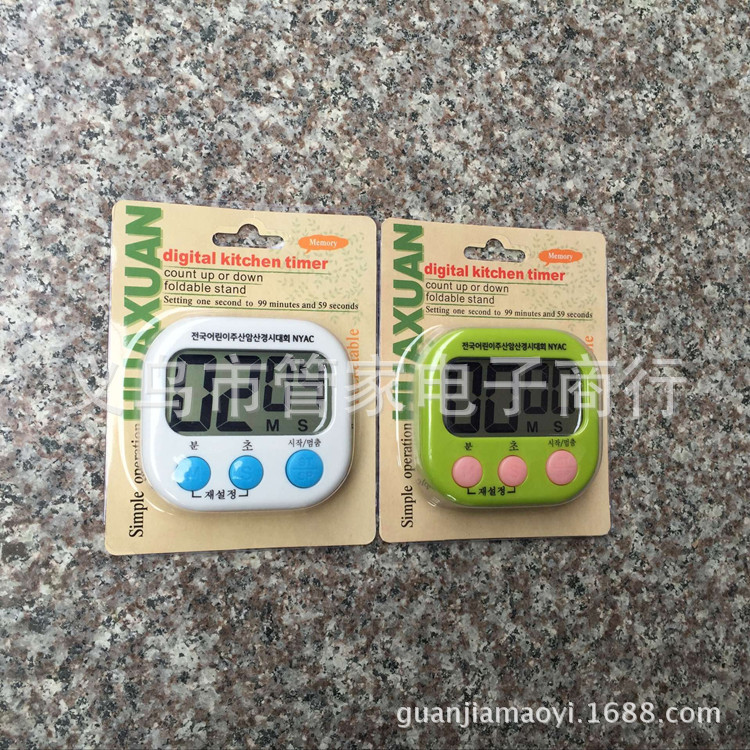 HUAXUAN
digital kitchen timer
Memory
count up or down
foldable stand
Setting one second to 99 minutes and 59 seconds
Simple operation
전국어린이주산암산경시대회 NYAC
M S
분 초 시작/멈춤
재설정
HUAXUAN
digital kitchen timer
Memory
count up or down
foldable stand
Setting one second to 99 minutes and 59 seconds
Simple operation
전국어린이주산암산경시대회 NYAC
M S
분 초 시작/멈춤
재설정
义乌市管家电子商行
guanjiamaoyi.1688.com